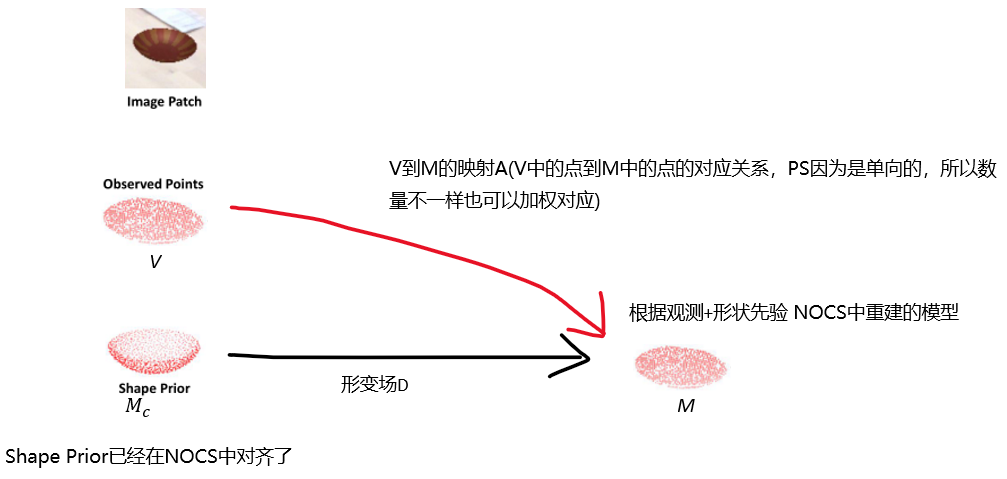 Image Patch
V到M的映射A(V中的点到M中的点的对应关系，PS因为是单向的，所以数
量不一样也可以加权对应)
Observed Points
V
根据观测+形状先验 NOCS中重建的模型
形变场D
Shape Prior
M_c
M
Shape Prior已经在NOCS中对齐了